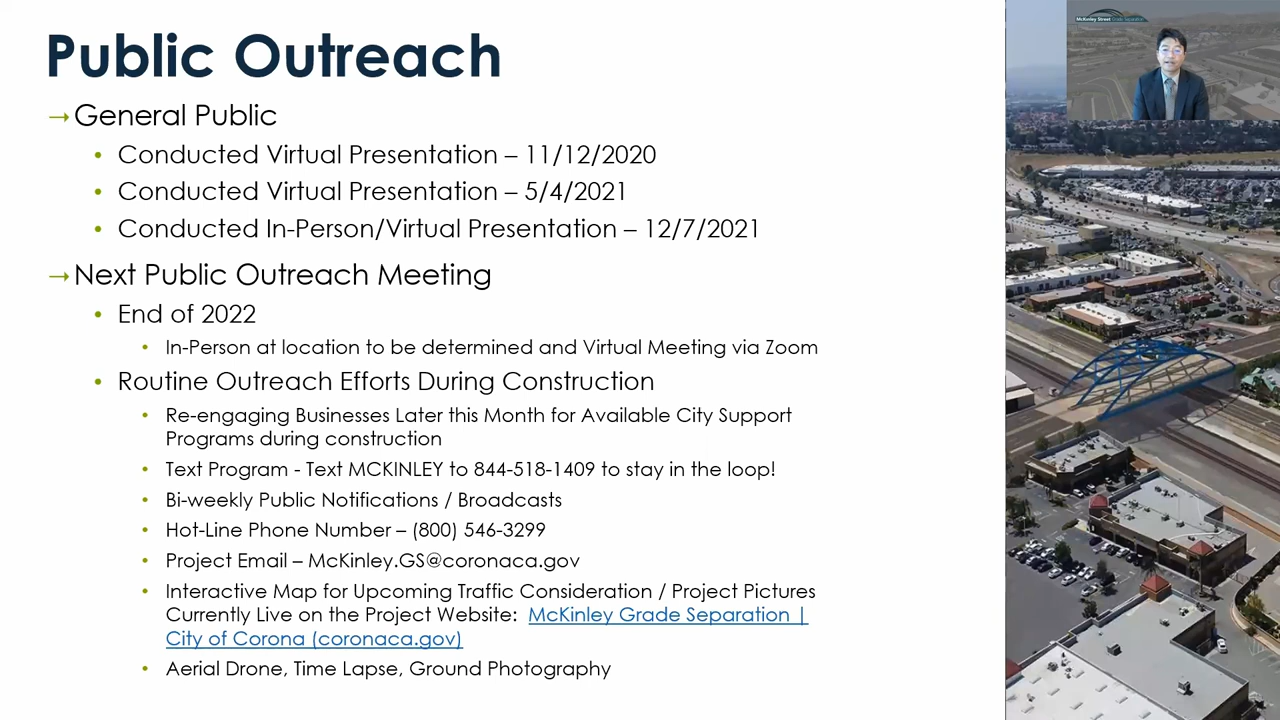 Public Outreach
→General Public
• Conducted Virtual Presentation – 11/12/2020
• Conducted Virtual Presentation – 5/4/2021
• Conducted In-Person/Virtual Presentation – 12/7/2021
→Next Public Outreach Meeting
• End of 2022
• In-Person at location to be determined and Virtual Meeting via Zoom
• Routine Outreach Efforts During Construction
• Re-engaging Businesses Later this Month for Available City Support
Programs during construction
• Text Program - Text MCKINLEY to 844-518-1409 to stay in the loop!
• Bi-weekly Public Notifications / Broadcasts
• Hot-Line Phone Number – (800) 546-3299
• Project Email – McKinley.GS@coronaca.gov
• Interactive Map for Upcoming Traffic Consideration / Project Pictures
Currently Live on the Project Website: McKinley Grade Separation |
City of Corona (coronaca.gov)
• Aerial Drone, Time Lapse, Ground Photography
McKinley Street Grade Separation